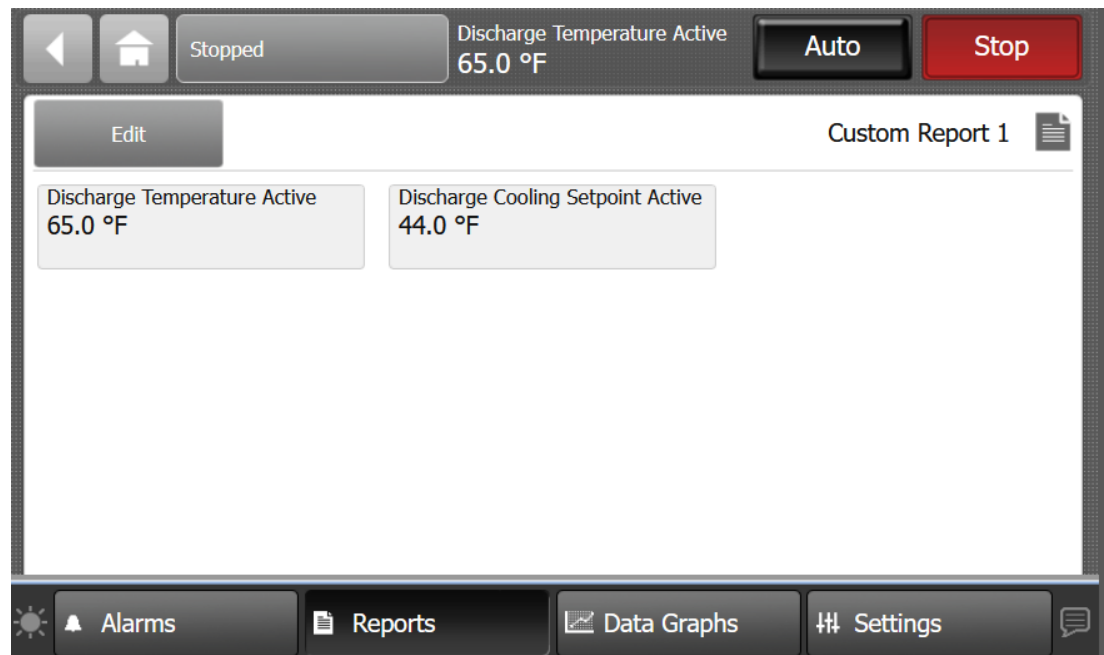 Stopped
Discharge Temperature Active
65.0 °F
Auto
Stop
Edit
Custom Report 1
Discharge Temperature Active
65.0 °F
Discharge Cooling Setpoint Active
44.0 °F
Alarms
Reports
Data Graphs
Settings